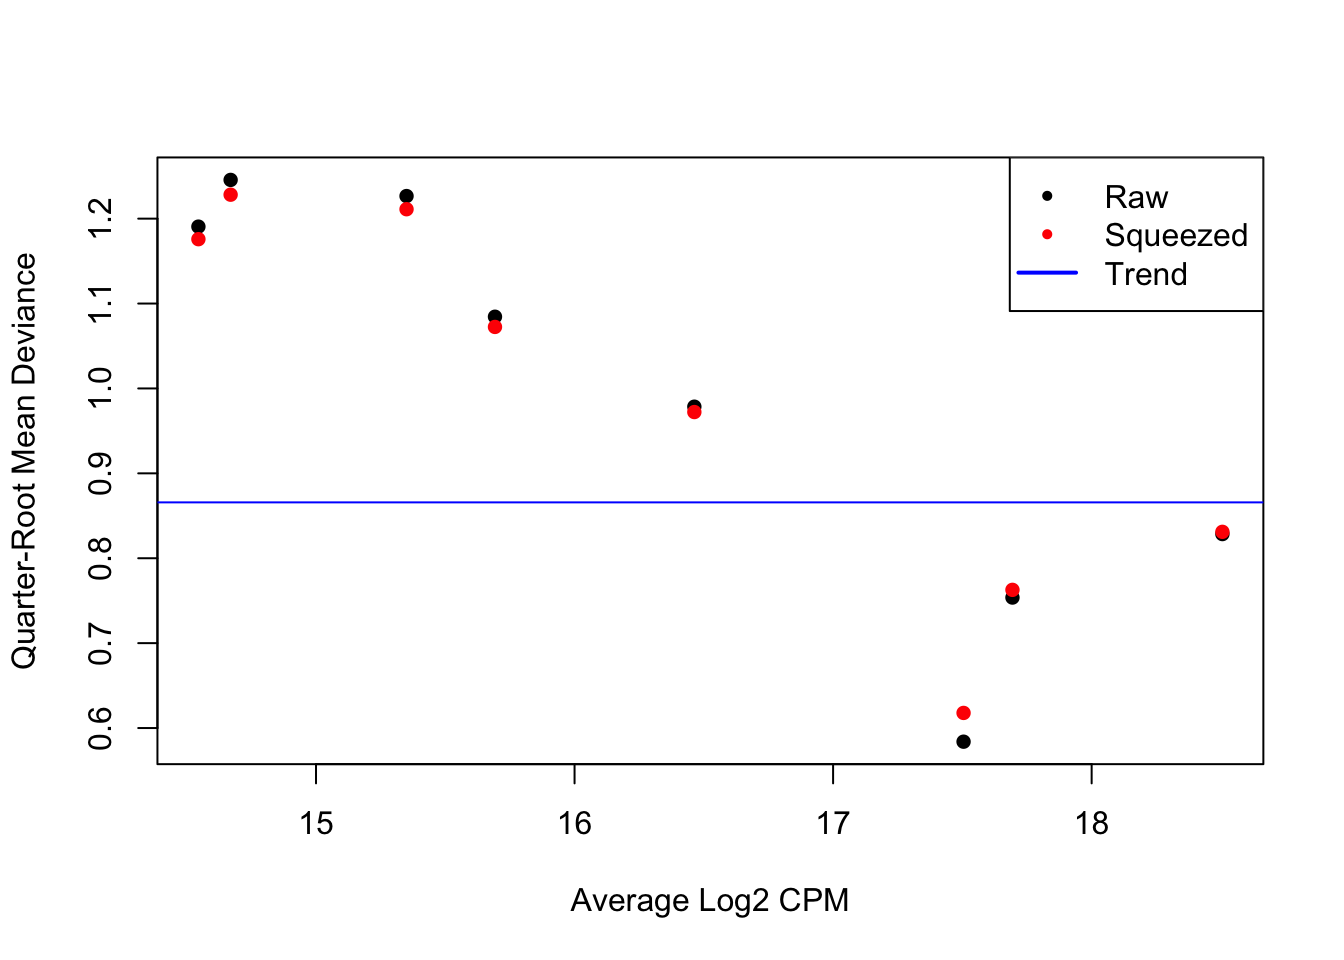 Raw
Squeezed
Trend
Quarter-Root Mean Deviance
1.2
1.1
1.0
0.9
0.8
0.7
0.6
15 16 17 18
Average Log2 CPM